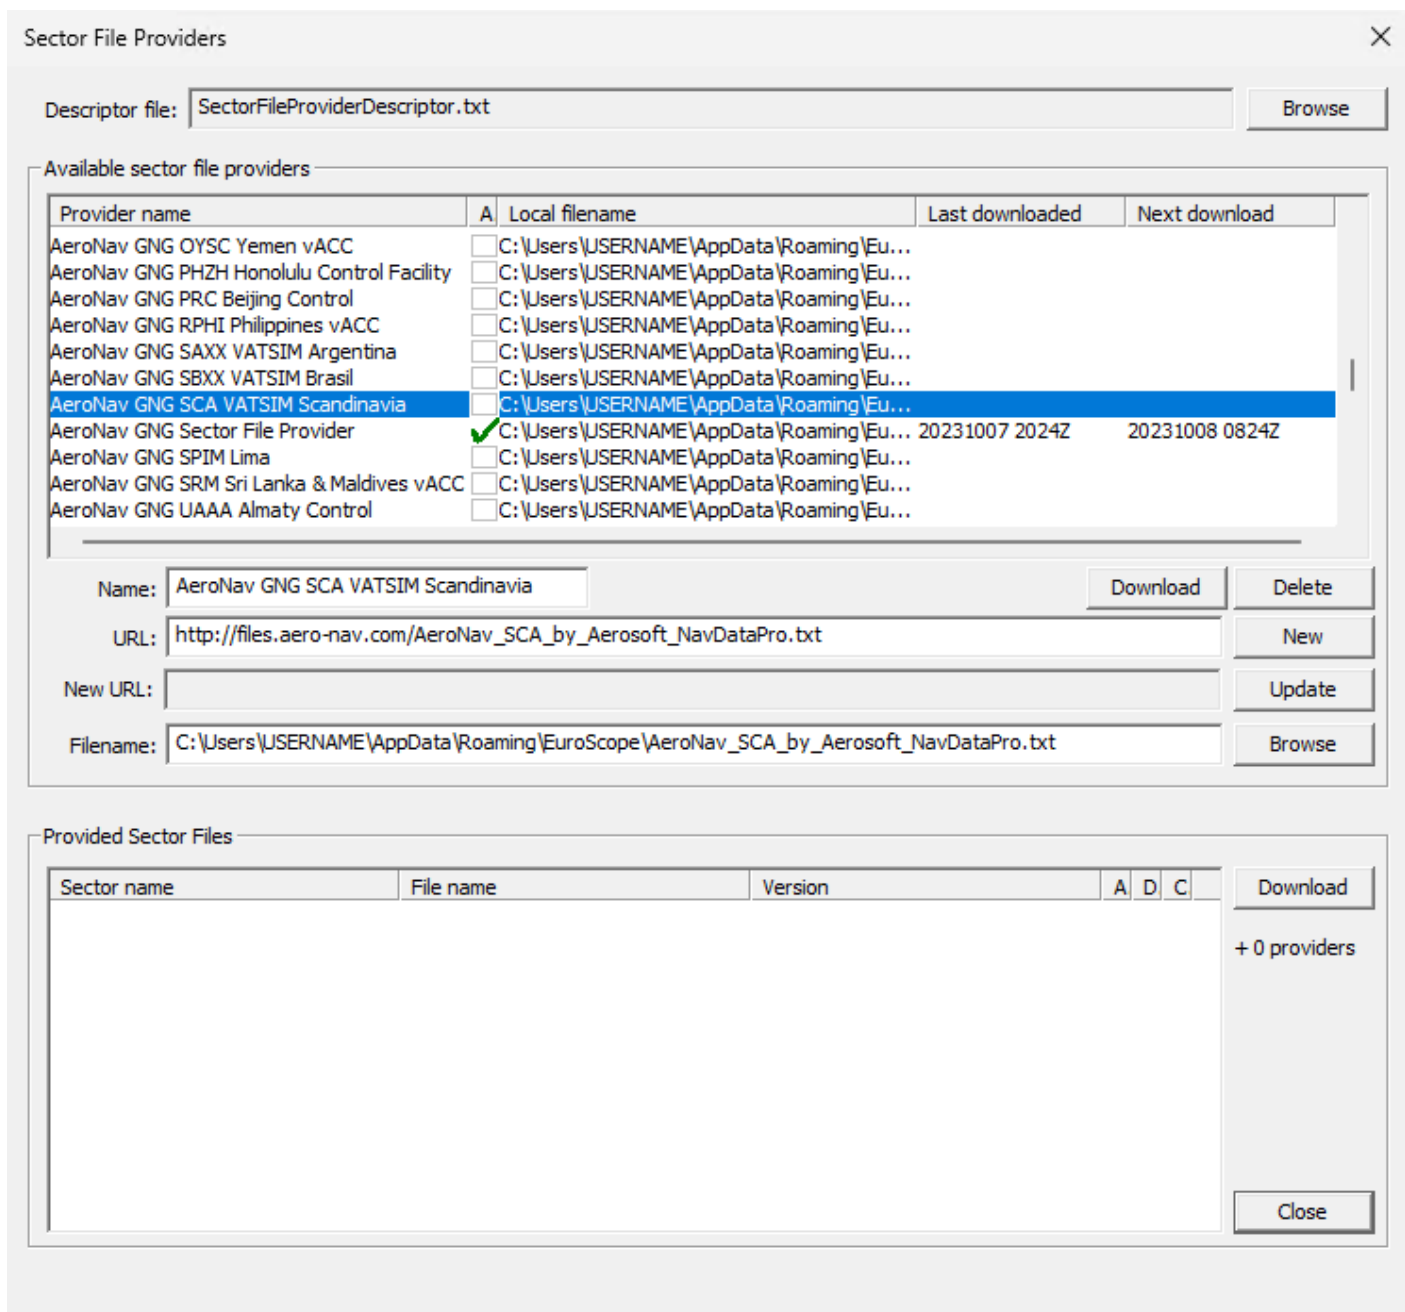 Sector File Providers
Descriptor file: SectorFileProviderDescriptor.txt Browse
Available sector file providers
Provider name A Local filename Last downloaded Next download
AeroNav GNG OYSC Yemen vACC C:\Users\USERNAME\AppData\Roaming\Eu...
AeroNav GNG PHZH Honolulu Control Facility C:\Users\USERNAME\AppData\Roaming\Eu...
AeroNav GNG PRC Beijing Control C:\Users\USERNAME\AppData\Roaming\Eu...
AeroNav GNG RPHI Philippines vACC C:\Users\USERNAME\AppData\Roaming\Eu...
AeroNav GNG SAXX VATSIM Argentina C:\Users\USERNAME\AppData\Roaming\Eu...
AeroNav GNG SBXX VATSIM Brasil C:\Users\USERNAME\AppData\Roaming\Eu...
AeroNav GNG SCA VATSIM Scandinavia C:\Users\USERNAME\AppData\Roaming\Eu...
AeroNav GNG Sector File Provider C:\Users\USERNAME\AppData\Roaming\Eu... 20231007 2024Z 20231008 0824Z
AeroNav GNG SPIM Lima C:\Users\USERNAME\AppData\Roaming\Eu...
AeroNav GNG SRM Sri Lanka & Maldives vACC C:\Users\USERNAME\AppData\Roaming\Eu...
AeroNav GNG UAAA Almaty Control C:\Users\USERNAME\AppData\Roaming\Eu...
Name: AeroNav GNG SCA VATSIM Scandinavia Download Delete
URL: http://files.aero-nav.com/AeroNav_SCA_by_Aerosoft_NavDataPro.txt New
New URL: Update
Filename: C:\Users\USERNAME\AppData\Roaming\EuroScope\AeroNav_SCA_by_Aerosoft_NavDataPro.txt Browse
Provided Sector Files
Sector name File name Version A D C Download
+ 0 providers
Close